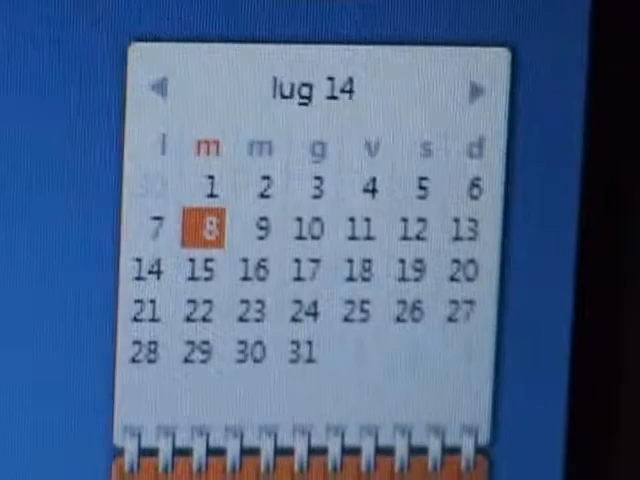 lug 14
l m m g v s d
30 1 2 3 4 5 6
7 8 9 10 11 12 13
14 15 16 17 18 19 20
21 22 23 24 25 26 27
28 29 30 31